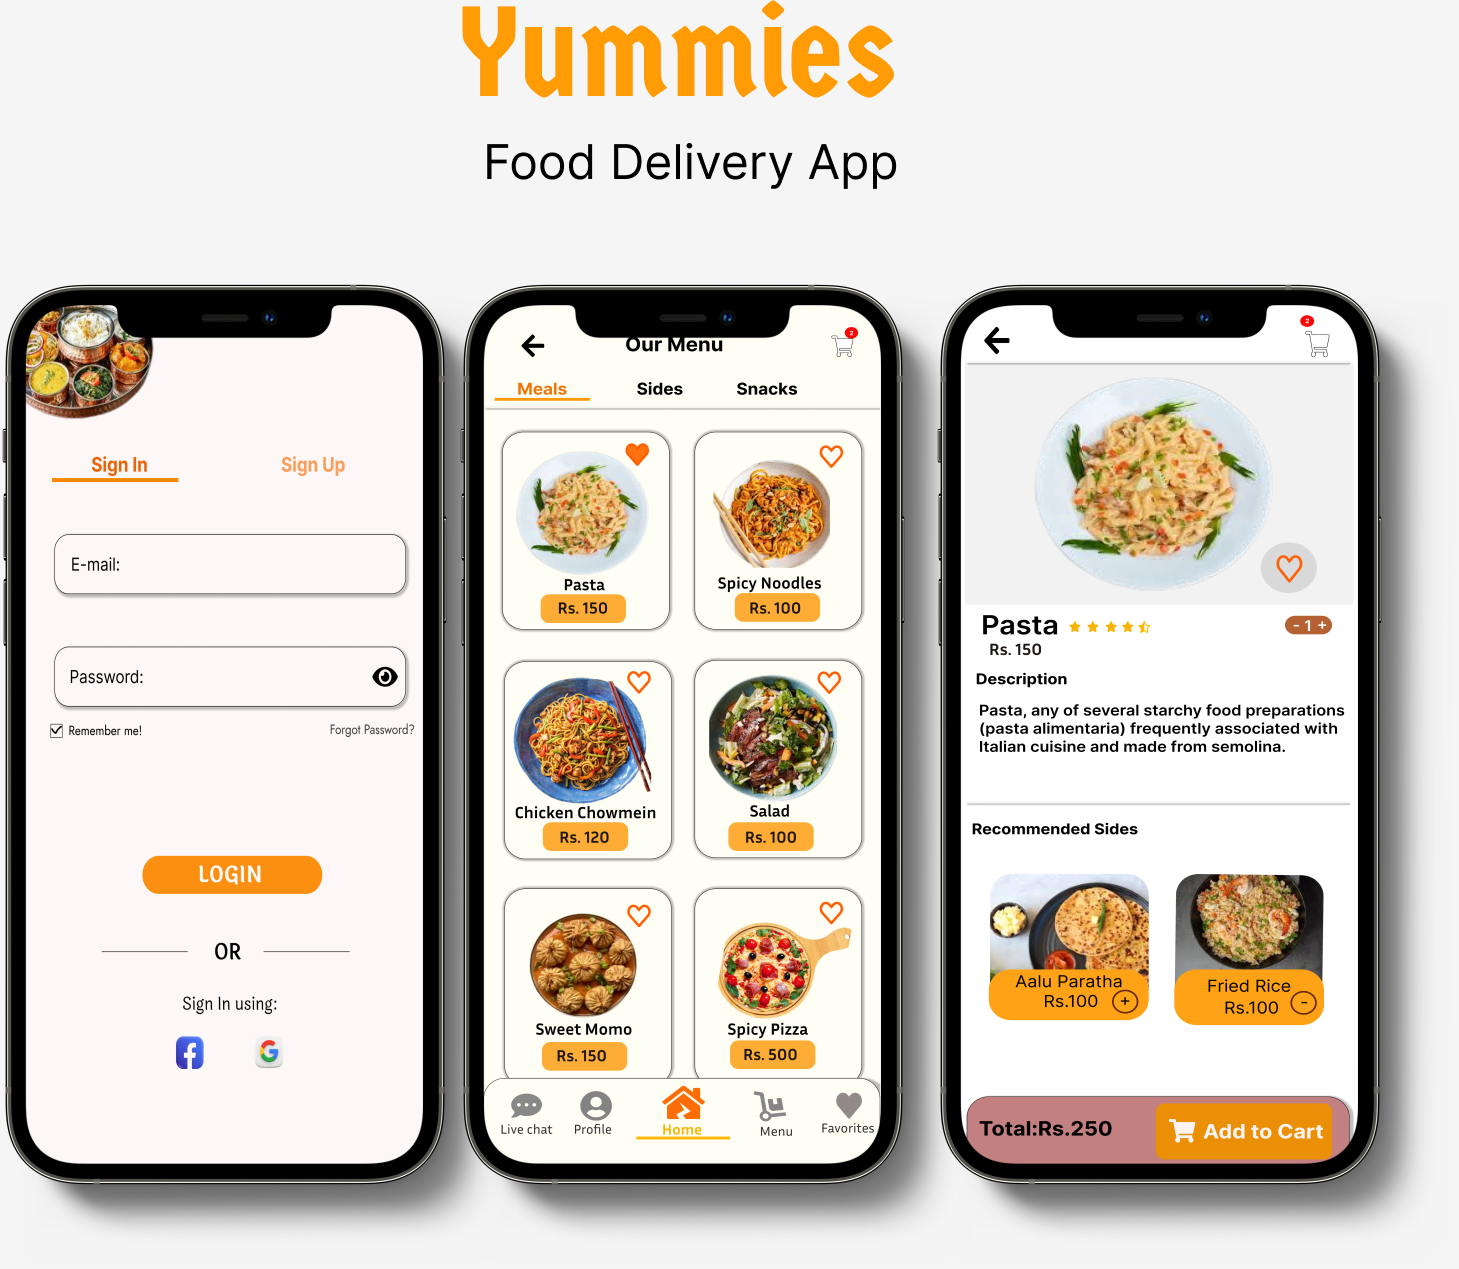 Yummies
Food Delivery App
Sign In
Sign Up
E-mail:
Password:
Remember me!
Forgot Password?
LOGIN
OR
Sign In using:
f
G
Our Menu
2
Meals
Sides
Snacks
Pasta
Rs. 150
Spicy Noodles
Rs. 100
Chicken Chowmein
Rs. 120
Salad
Rs. 100
Sweet Momo
Rs. 150
Spicy Pizza
Rs. 500
Live chat
Profile
Home
Menu
Favorites
2
Pasta
- 1 +
Rs. 150
Description
Pasta, any of several starchy food preparations
(pasta alimentaria) frequently associated with
Italian cuisine and made from semolina.
Recommended Sides
Aalu Paratha
Rs.100 +
Fried Rice
Rs.100 -
Total:Rs.250
Add to Cart